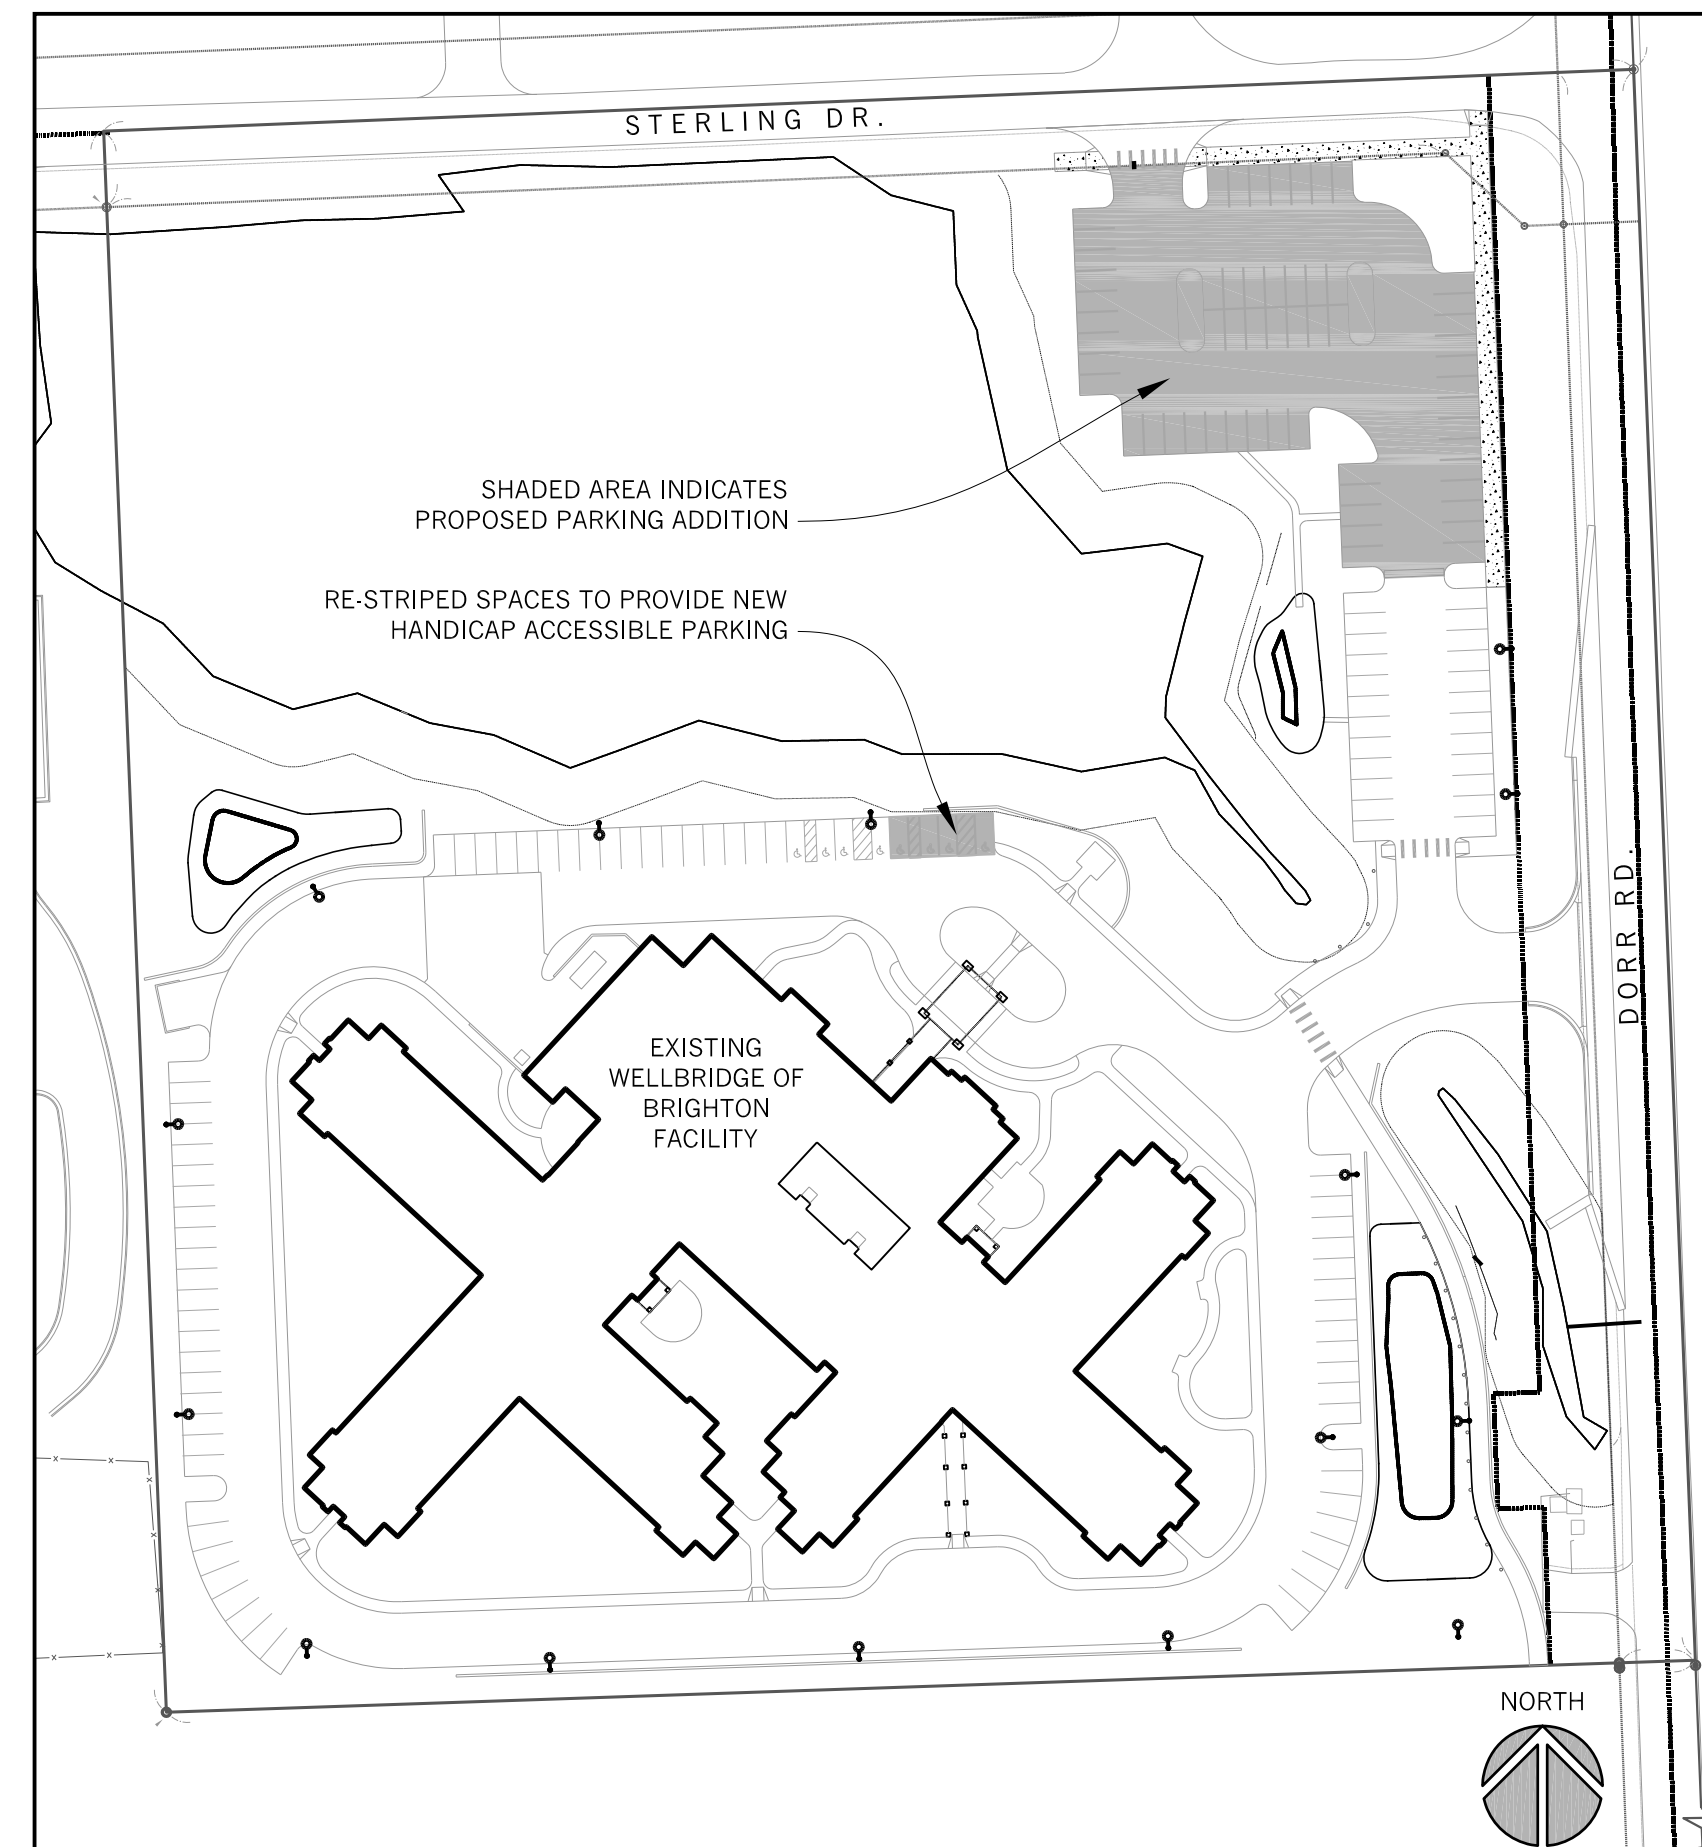 STERLING DR.
SHADED AREA INDICATES
PROPOSED PARKING ADDITION
RE-STRIPED SPACES TO PROVIDE NEW
HANDICAP ACCESSIBLE PARKING
DORR RD.
EXISTING
WELLBRIDGE OF
BRIGHTON
FACILITY
NORTH